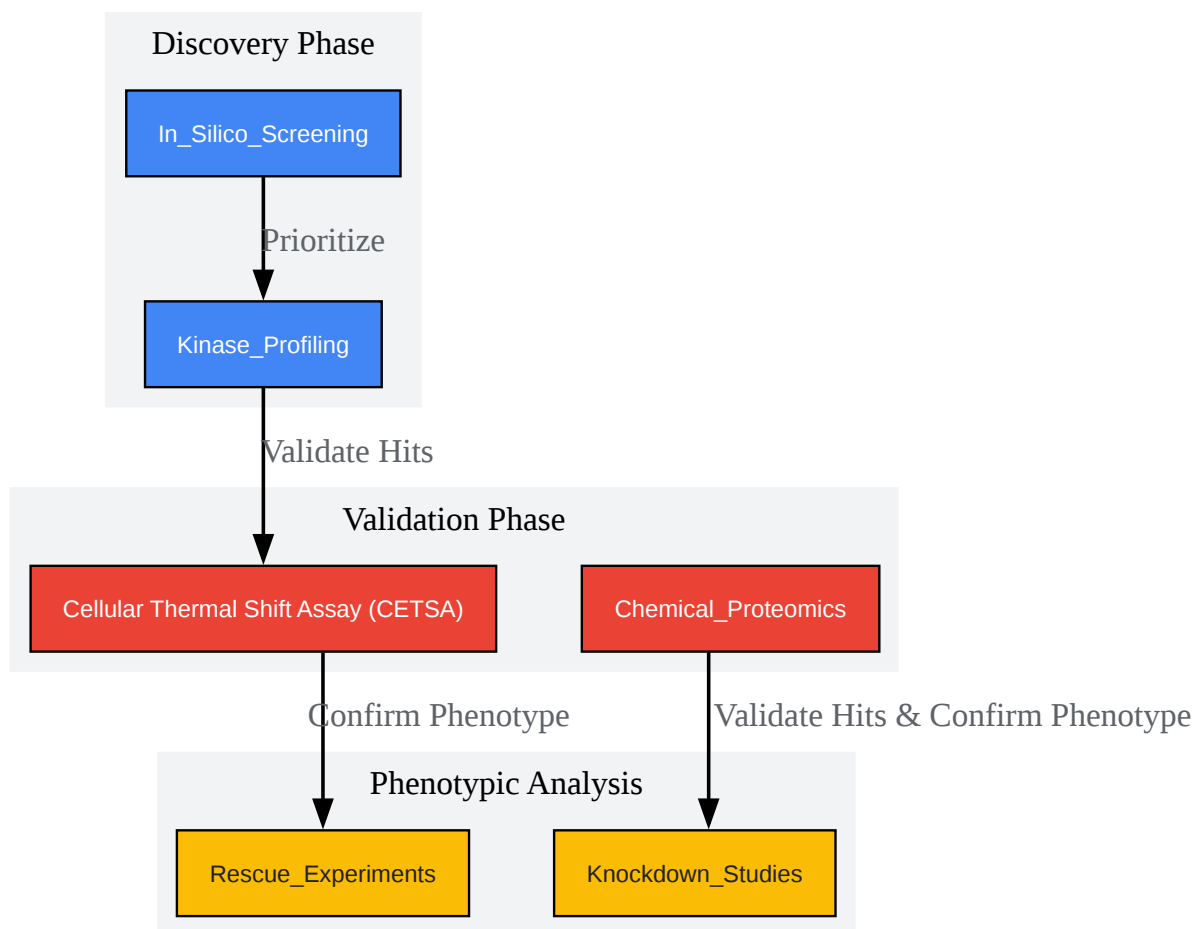 Discovery Phase
In_Silico_Screening
Prioritize
Kinase_Profiling
Validate Hits
Validation Phase
Cellular Thermal Shift Assay (CETSA)
Chemical_Proteomics
Confirm Phenotype
Validate Hits & Confirm Phenotype
Phenotypic Analysis
Rescue_Experiments
Knockdown_Studies